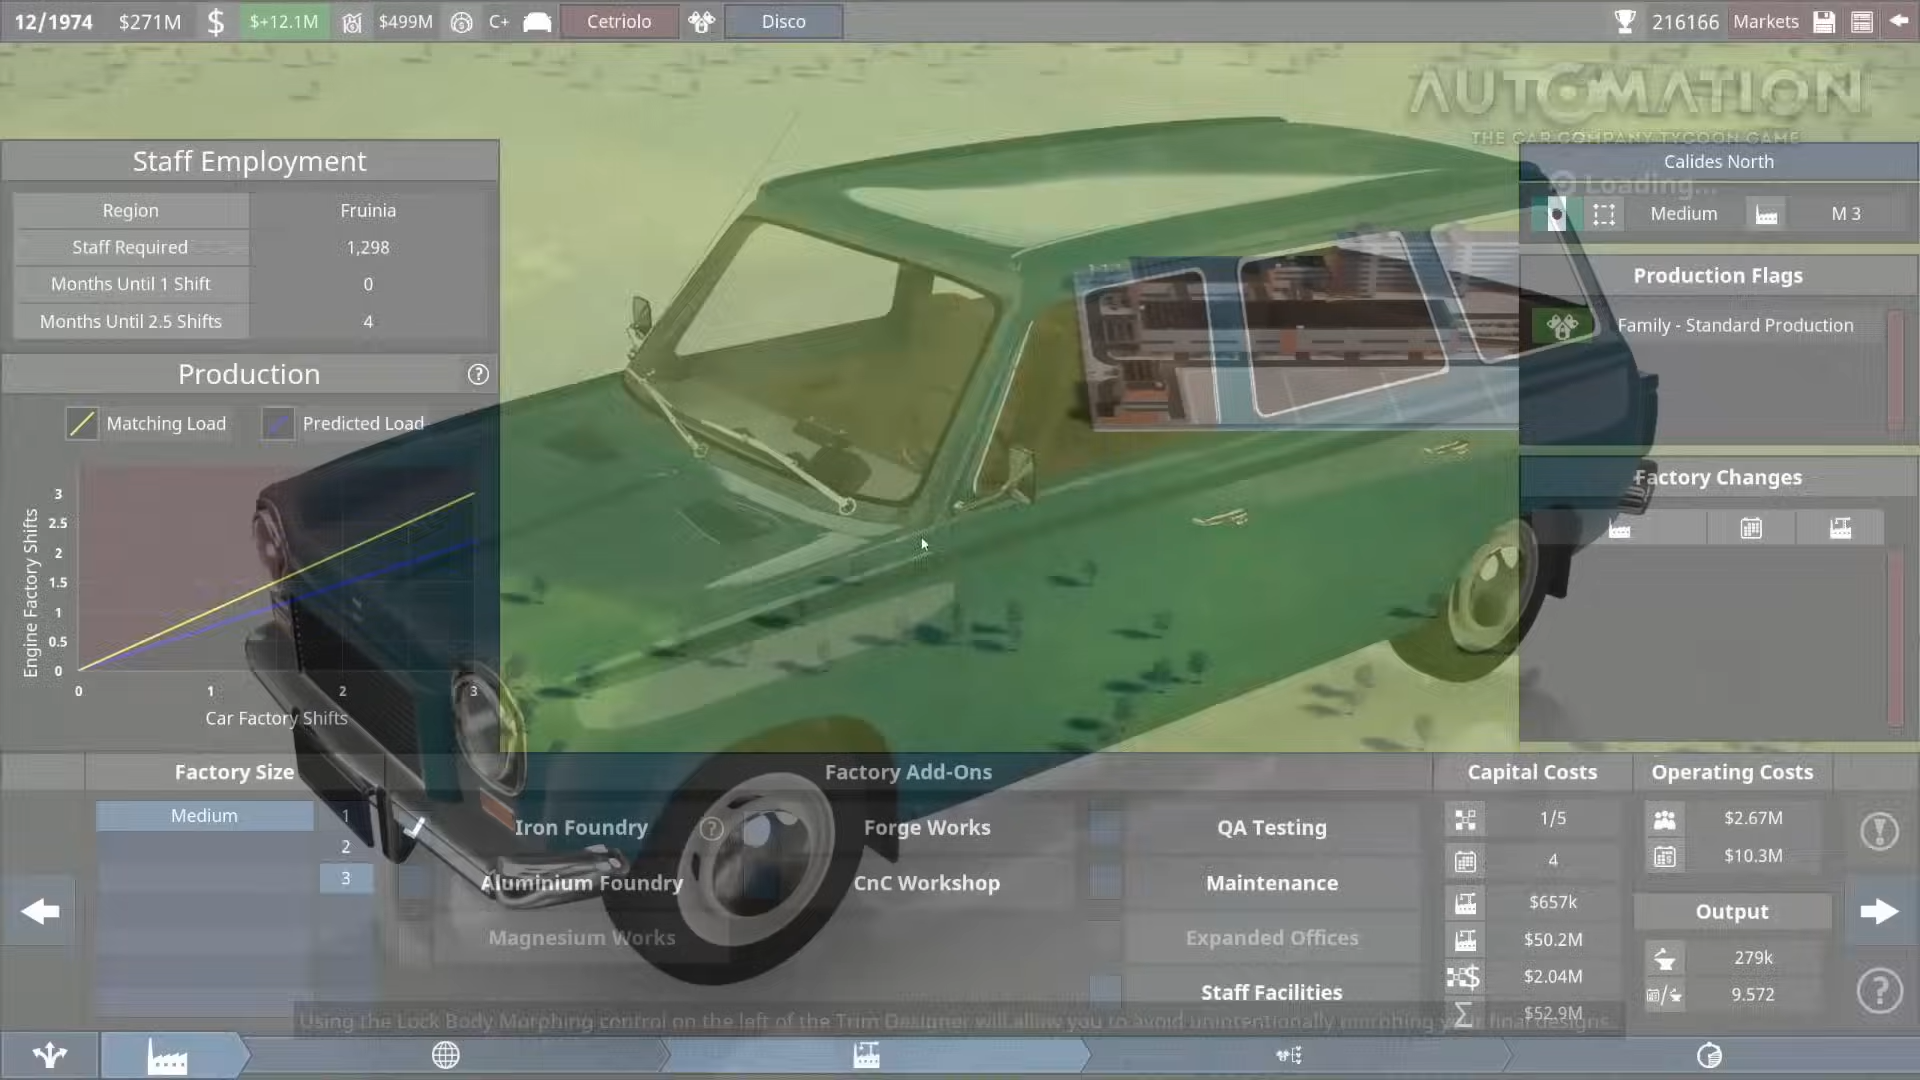 12/1974 $271M $+12.1M $499M C+ Cetriolo Disco 216166 Markets
AUTOMATION
THE CAR COMPANY TYCOON GAME
Loading...
Staff Employment
Region Fruinia
Staff Required 1,298
Months Until 1 Shift 0
Months Until 2.5 Shifts 4
Production ?
Matching Load Predicted Load
Engine Factory Shifts
3
2.5
2
1.5
1
0.5
0
0 1 2 3
Car Factory Shifts
Calides North
Medium M 3
Production Flags
Family - Standard Production
Factory Changes
Factory Size
Medium 1
2
3
Factory Add-Ons
Iron Foundry ? Forge Works QA Testing
Aluminium Foundry CnC Workshop Maintenance
Magnesium Works Expanded Offices
Staff Facilities
Capital Costs
1/5
4
$657k
$50.2M
$2.04M
Σ $52.9M
Operating Costs
$2.67M
$10.3M
Output
279k
9.572
?
Using the Lock Body Morphing control on the left of the Trim Designer will allow you to avoid unintentionally morphing your final designs.